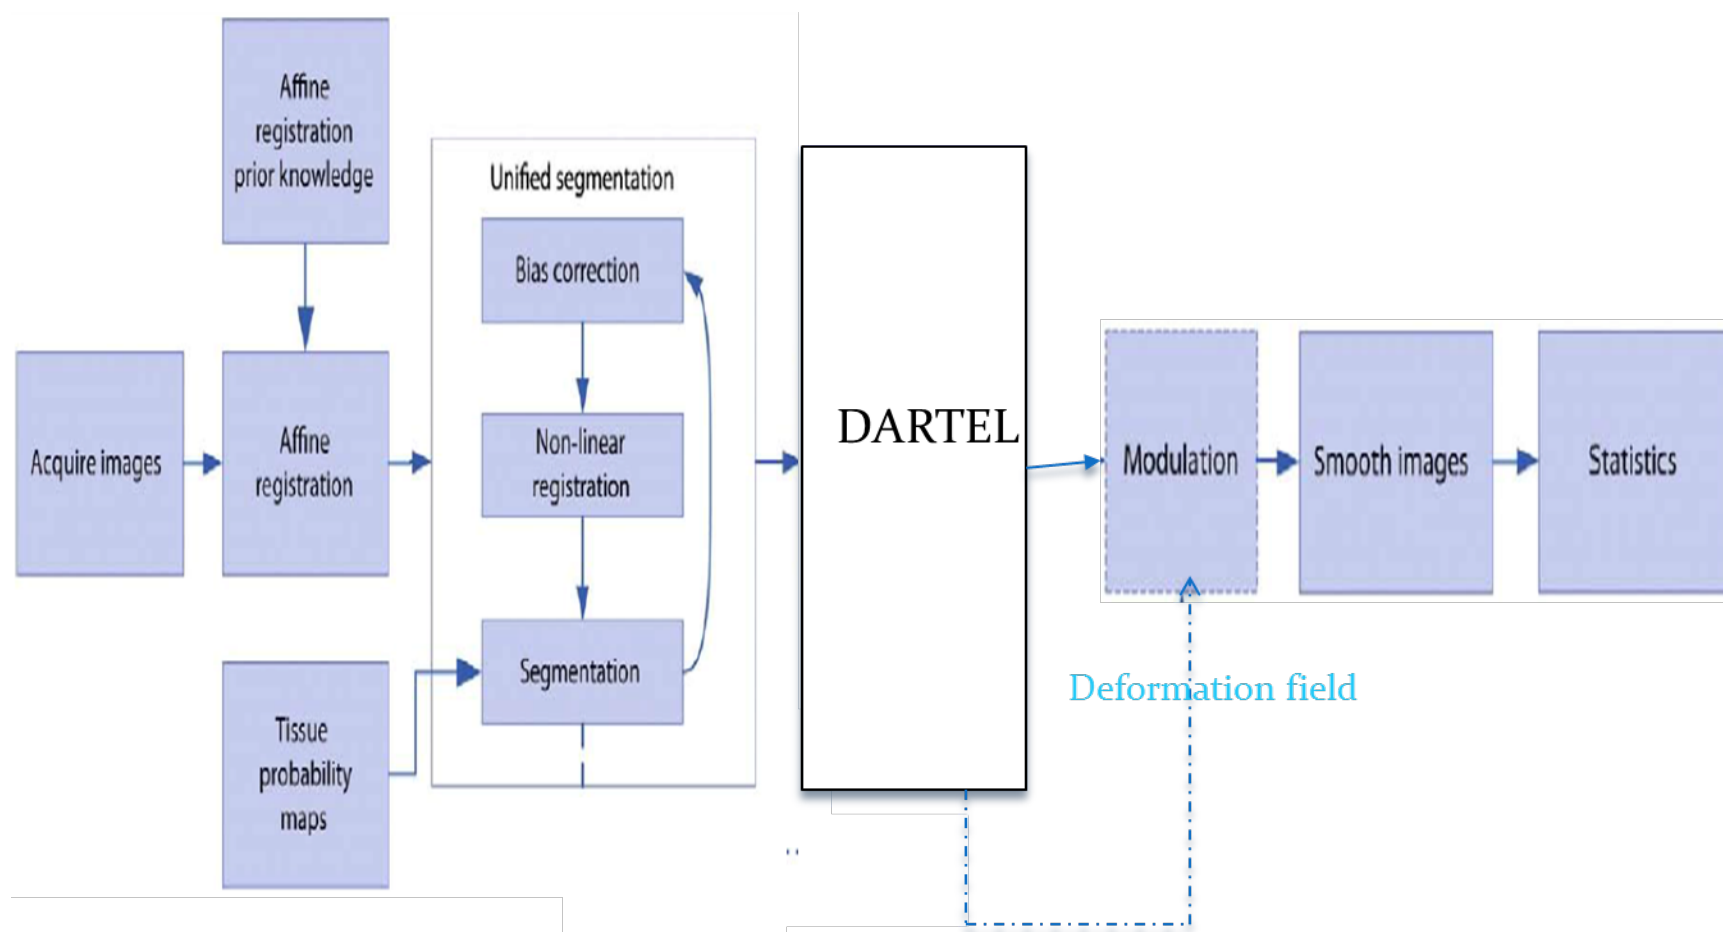 Affine
registration
prior knowledge
Acquire images
Affine
registration
Tissue
probability
maps
Unified segmentation
Bias correction
Non-linear
registration
Segmentation
DARTEL
Modulation
Smooth images
Statistics
Deformation field